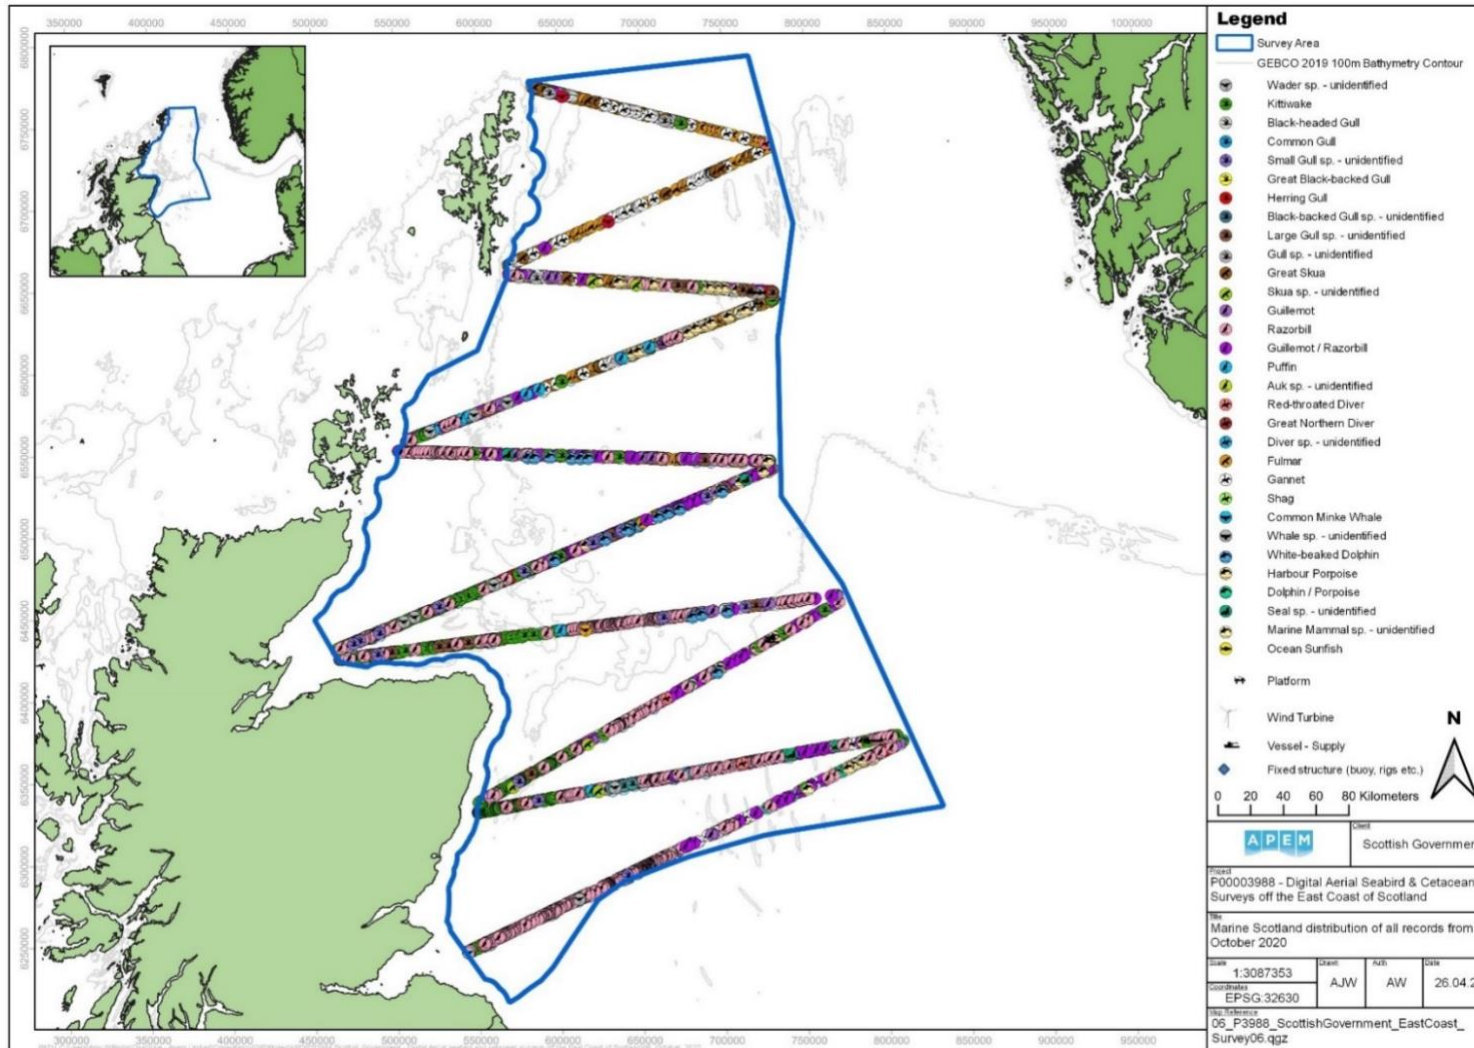 350000 400000 450000 500000 550000 600000 650000 700000 750000 800000 850000 900000 950000 1000000
6800000
6750000
6700000
6650000
6600000
6550000
6500000
6450000
6400000
6350000
6300000
6250000
300000 350000 400000 450000 500000 550000 600000 650000 700000 750000 800000 850000 900000 950000
Legend
Survey Area
GEBCO 2019 100m Bathymetry Contour
Wader sp. - unidentified
Kittiwake
Black-headed Gull
Common Gull
Small Gull sp. - unidentified
Great Black-backed Gull
Herring Gull
Black-backed Gull sp. - unidentified
Large Gull sp. - unidentified
Gull sp. - unidentified
Great Skua
Skua sp. - unidentified
Guillemot
Razorbill
Guillemot / Razorbill
Puffin
Auk sp. - unidentified
Red-throated Diver
Great Northern Diver
Diver sp. - unidentified
Fulmar
Gannet
Shag
Common Minke Whale
Whale sp. - unidentified
White-beaked Dolphin
Harbour Porpoise
Dolphin / Porpoise
Seal sp. - unidentified
Marine Mammal sp. - unidentified
Ocean Sunfish
Platform
Wind Turbine
Vessel - Supply
Fixed structure (buoy, rigs etc.)
N
0 20 40 60 80 Kilometers
APEM
Client
Scottish Governmen
Project
P00003988 - Digital Aerial Seabird & Cetacean
Surveys off the East Coast of Scotland
Title
Marine Scotland distribution of all records from
October 2020
Scale
1:3087353
Drawn
AJW
Auth
AW
Date
26.04.2
Coordinates
EPSG:32630
Map Reference
06_P3988_ScottishGovernment_EastCoast_
Survey06.qgz